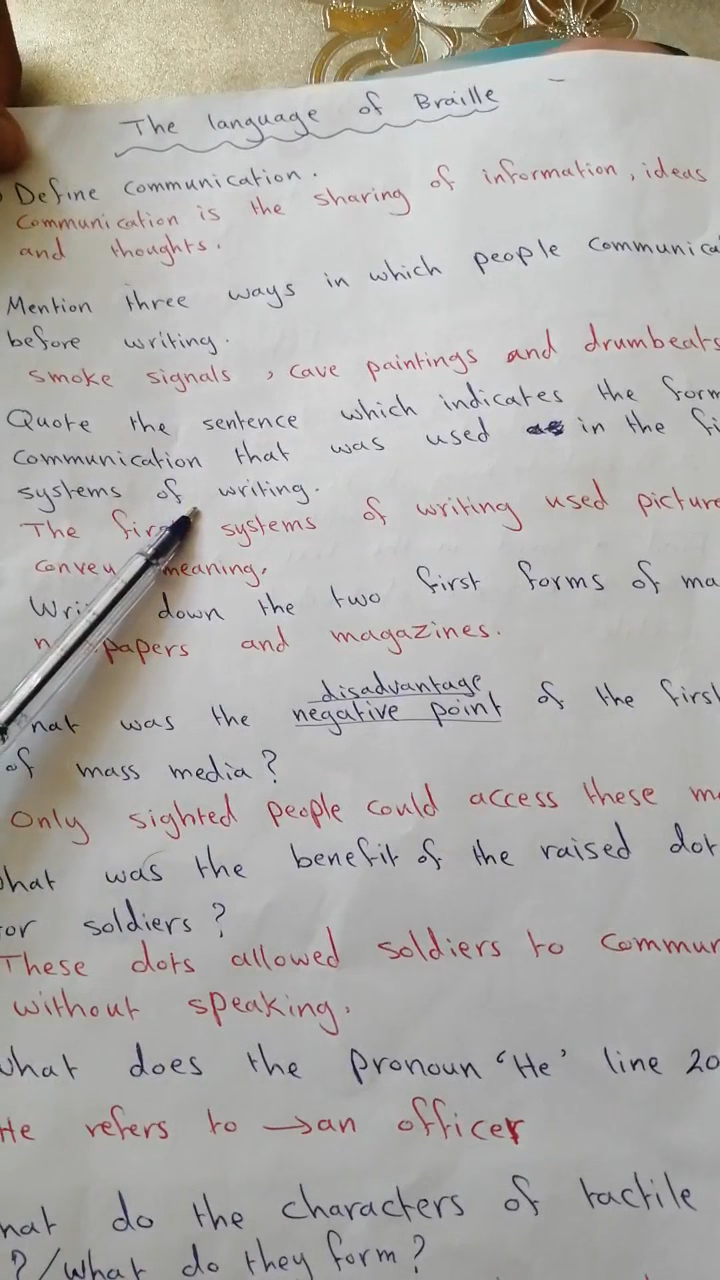 The language of Braille
Define communication.
Communication is the sharing of information, ideas
and thoughts.
Mention three ways in which people communica
before writing.
smoke signals, cave paintings and drumbeats
Quote the sentence which indicates the form
communication that was used in the fi
systems of writing.
The firs systems of writing used picture
convey meaning.
Wri down the two first forms of ma
n papers and magazines.
disadvantage
hat was the negative point of the first
of mass media?
Only sighted people could access these m
hat was the benefit of the raised dot
or soldiers?
These dots allowed soldiers to commun
without speaking.
what does the pronoun 'He' line 20
He refers to → an officer
hat do the characters of tactile
?/What do they form?